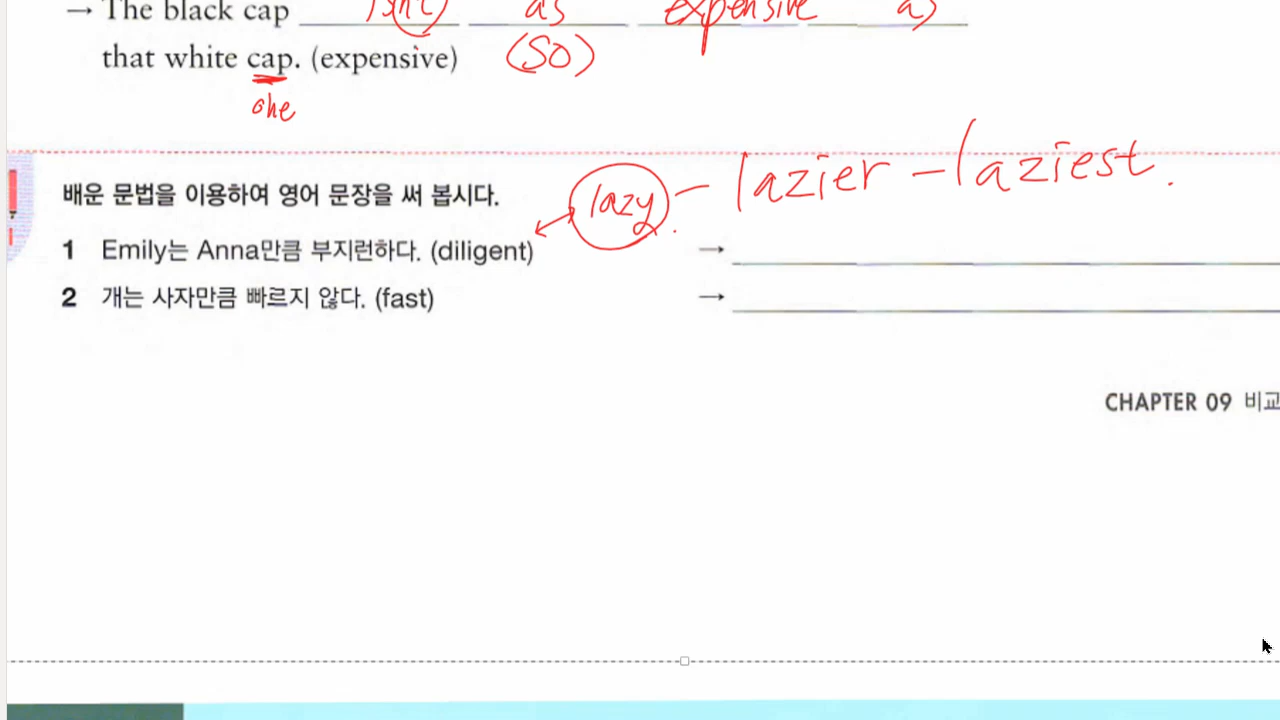 → The black cap isn't as expensive as
that white cap. (expensive) (so)
one
lazy - lazier - laziest.
배운 문법을 이용하여 영어 문장을 써 봅시다.
1 Emily는 Anna만큼 부지런하다. (diligent) →
2 개는 사자만큼 빠르지 않다. (fast) →
CHAPTER 09 비교